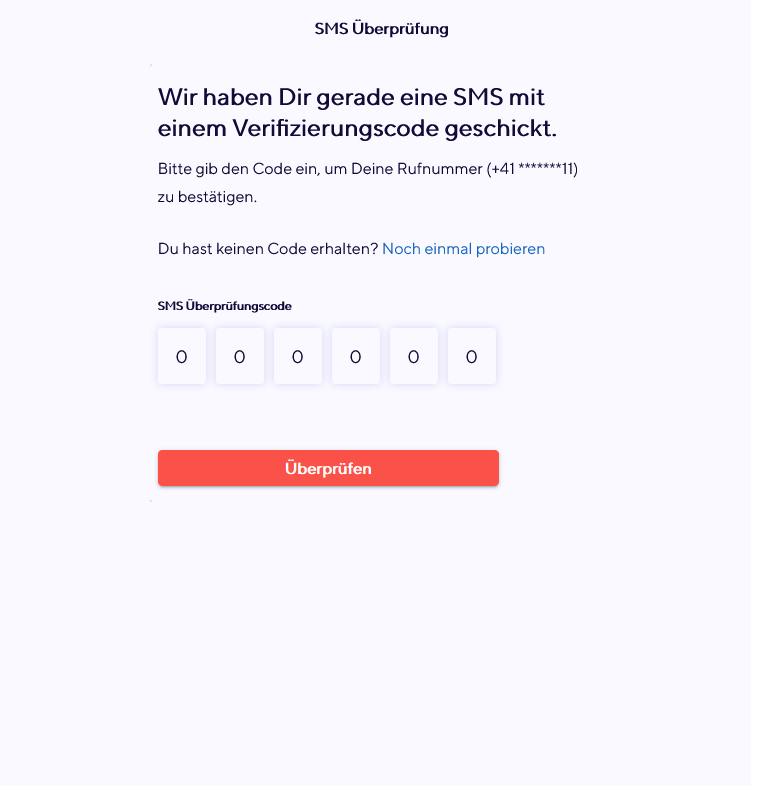 SMS Überprüfung
Wir haben Dir gerade eine SMS mit
einem Verifizierungscode geschickt.
Bitte gib den Code ein, um Deine Rufnummer (+41 *******11)
zu bestätigen.
Du hast keinen Code erhalten? Noch einmal probieren
SMS Überprüfungscode
0 0 0 0 0 0
Überprüfen